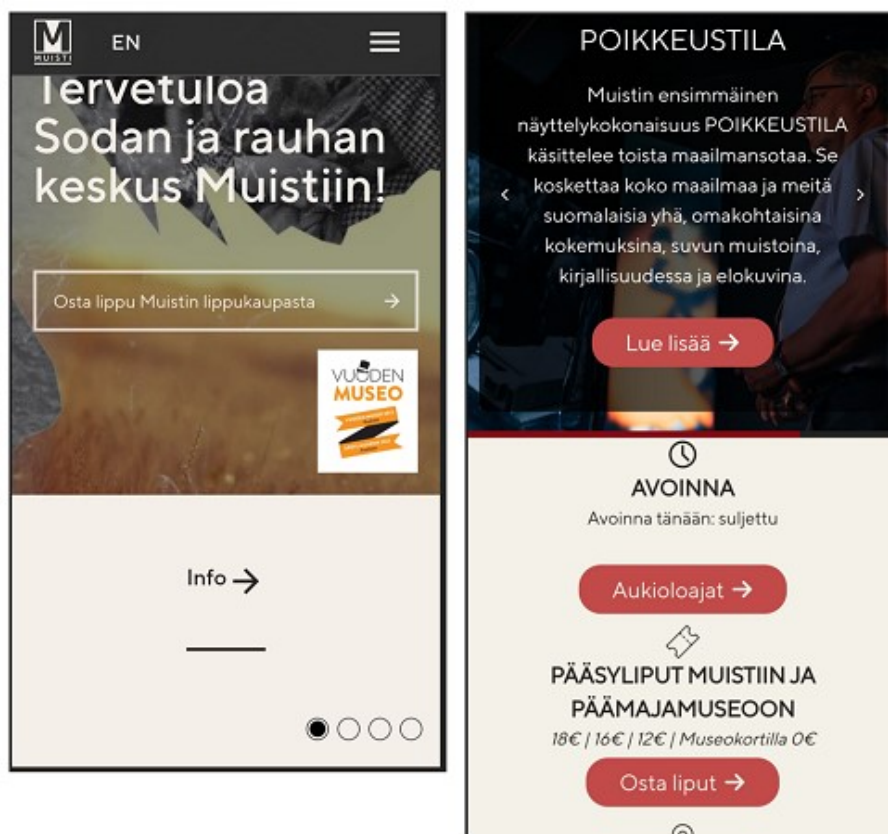 MUISTI
EN
Tervetuloa
Sodan ja rauhan
keskus Muistiin!
Osta lippu Muistin lippukaupasta
VUODEN
MUSEO
Info
POIKKEUSTILA
Muistin ensimmäinen
näyttelykokonaisuus POIKKEUSTILA
käsittelee toista maailmansotaa. Se
koskettaa koko maailmaa ja meitä
suomalaisia yhä, omakohtaisina
kokemuksina, suvun muistoina,
kirjallisuudessa ja elokuvina.
Lue lisää
AVOINNA
Avoinna tänään: suljettu
Aukioloajat
PÄÄSYLIPUT MUISTIIN JA
PÄÄMAJAMUSEOON
18€ | 16€ | 12€ | Museokortilla 0€
Osta liput